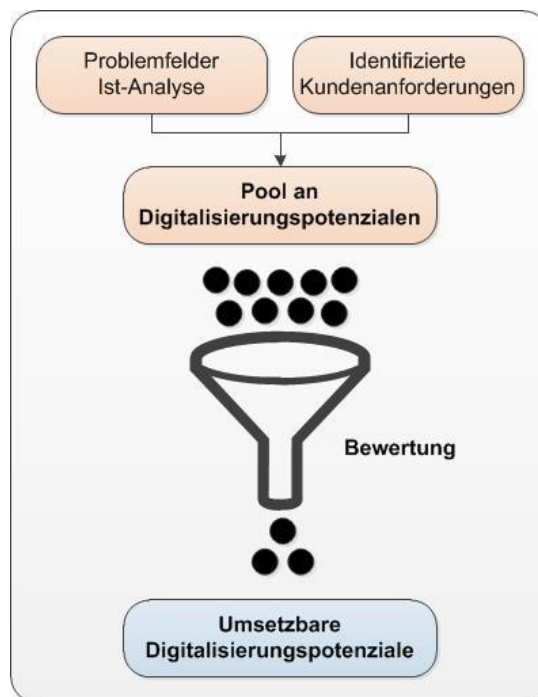 Problemfelder
Ist-Analyse
Identifizierte
Kundenanforderungen
Pool an
Digitalisierungspotenzialen
Bewertung
Umsetzbare
Digitalisierungspotenziale